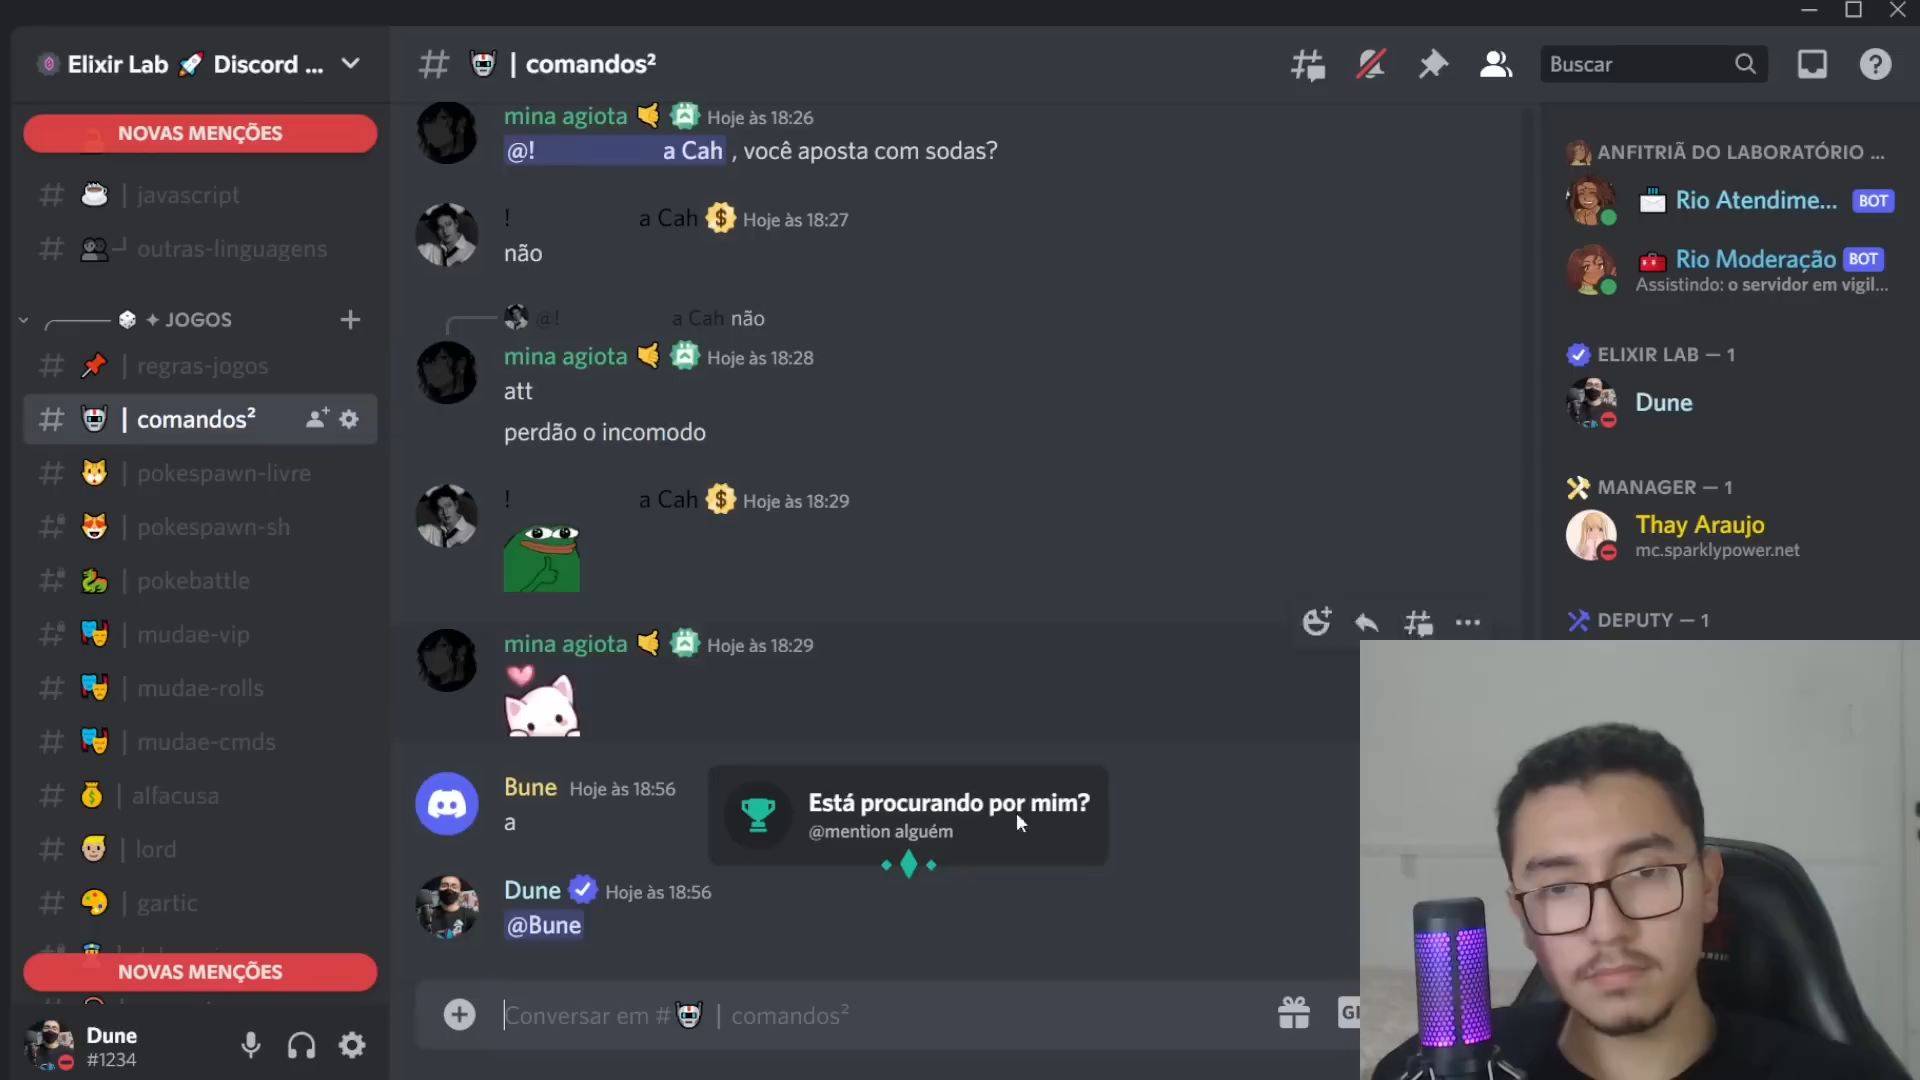 Elixir Lab 🚀 Discord ...
NOVAS MENÇÕES
# ☕ | javascript
# 👥┘ outras-linguagens
🎲 ✦ JOGOS
# 📌 | regras-jogos
# 🤖 | comandos²
# 🐱 | pokespawn-livre
# 😻 | pokespawn-sh
# 🐉 | pokebattle
# 🎭 | mudae-vip
# 🎭 | mudae-rolls
# 🎭 | mudae-cmds
# 💰 | alfacusa
# 👱 | lord
# 🎨 | gartic
NOVAS MENÇÕES
Dune
#1234
# 🤖 | comandos²
Buscar
mina agiota 🤙 Hoje às 18:26
@! a Cah , você aposta com sodas?
! a Cah Hoje às 18:27
não
@! a Cah não
mina agiota 🤙 Hoje às 18:28
att
perdão o incomodo
! a Cah Hoje às 18:29
mina agiota 🤙 Hoje às 18:29
Bune Hoje às 18:56
a
Está procurando por mim?
@mention alguém
Dune Hoje às 18:56
@Bune
Conversar em #🤖 | comandos²
GI
ANFITRIÃ DO LABORATÓRIO ...
Rio Atendime... BOT
🧰 Rio Moderação BOT
Assistindo: o servidor em vigil...
ELIXIR LAB — 1
Dune
MANAGER — 1
Thay Araujo
mc.sparklypower.net
DEPUTY — 1